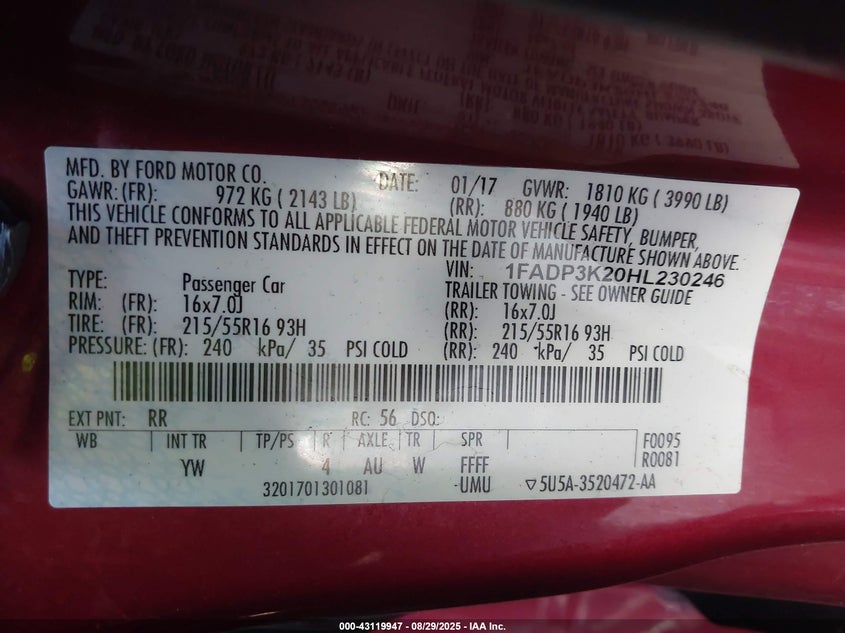 MFD. BY FORD MOTOR CO.
DATE: 01/17 GVWR: 1810 KG ( 3990 LB)
GAWR: (FR): 972 KG ( 2143 LB) (RR): 880 KG ( 1940 LB)
THIS VEHICLE CONFORMS TO ALL APPLICABLE FEDERAL MOTOR VEHICLE SAFETY, BUMPER,
AND THEFT PREVENTION STANDARDS IN EFFECT ON THE DATE OF MANUFACTURE SHOWN ABOVE.
VIN: 1FADP3K20HL230246
TYPE: Passenger Car TRAILER TOWING - SEE OWNER GUIDE
RIM: (FR): 16x7.0J (RR): 16x7.0J
TIRE: (FR): 215/55R16 93H (RR): 215/55R16 93H
PRESSURE: (FR): 240 kPa/ 35 PSI COLD (RR): 240 kPa/ 35 PSI COLD
EXT PNT: RR RC: 56 DSO:
WB INT TR TP/PS R AXLE TR SPR F0095
YW 4 AU W FFFF R0081
3201701301081 -UMU ▽5U5A-3520472-AA
000-43119947 - 08/29/2025 - IAA Inc.